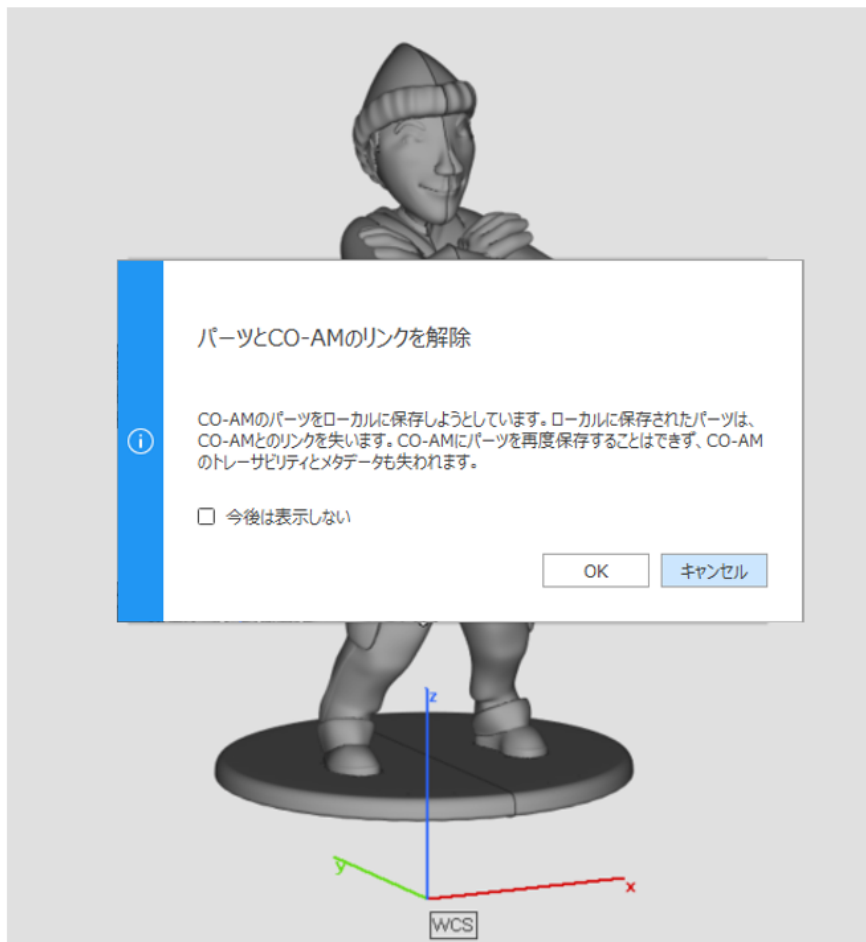 パーツとCO-AMのリンクを解除
CO-AMのパーツをローカルに保存しようとしています。ローカルに保存されたパーツは、
CO-AMとのリンクを失います。CO-AMにパーツを再度保存することはできず、CO-AM
のトレーサビリティとメタデータも失われます。
今後は表示しない
OK
キャンセル
z
y
x
WCS